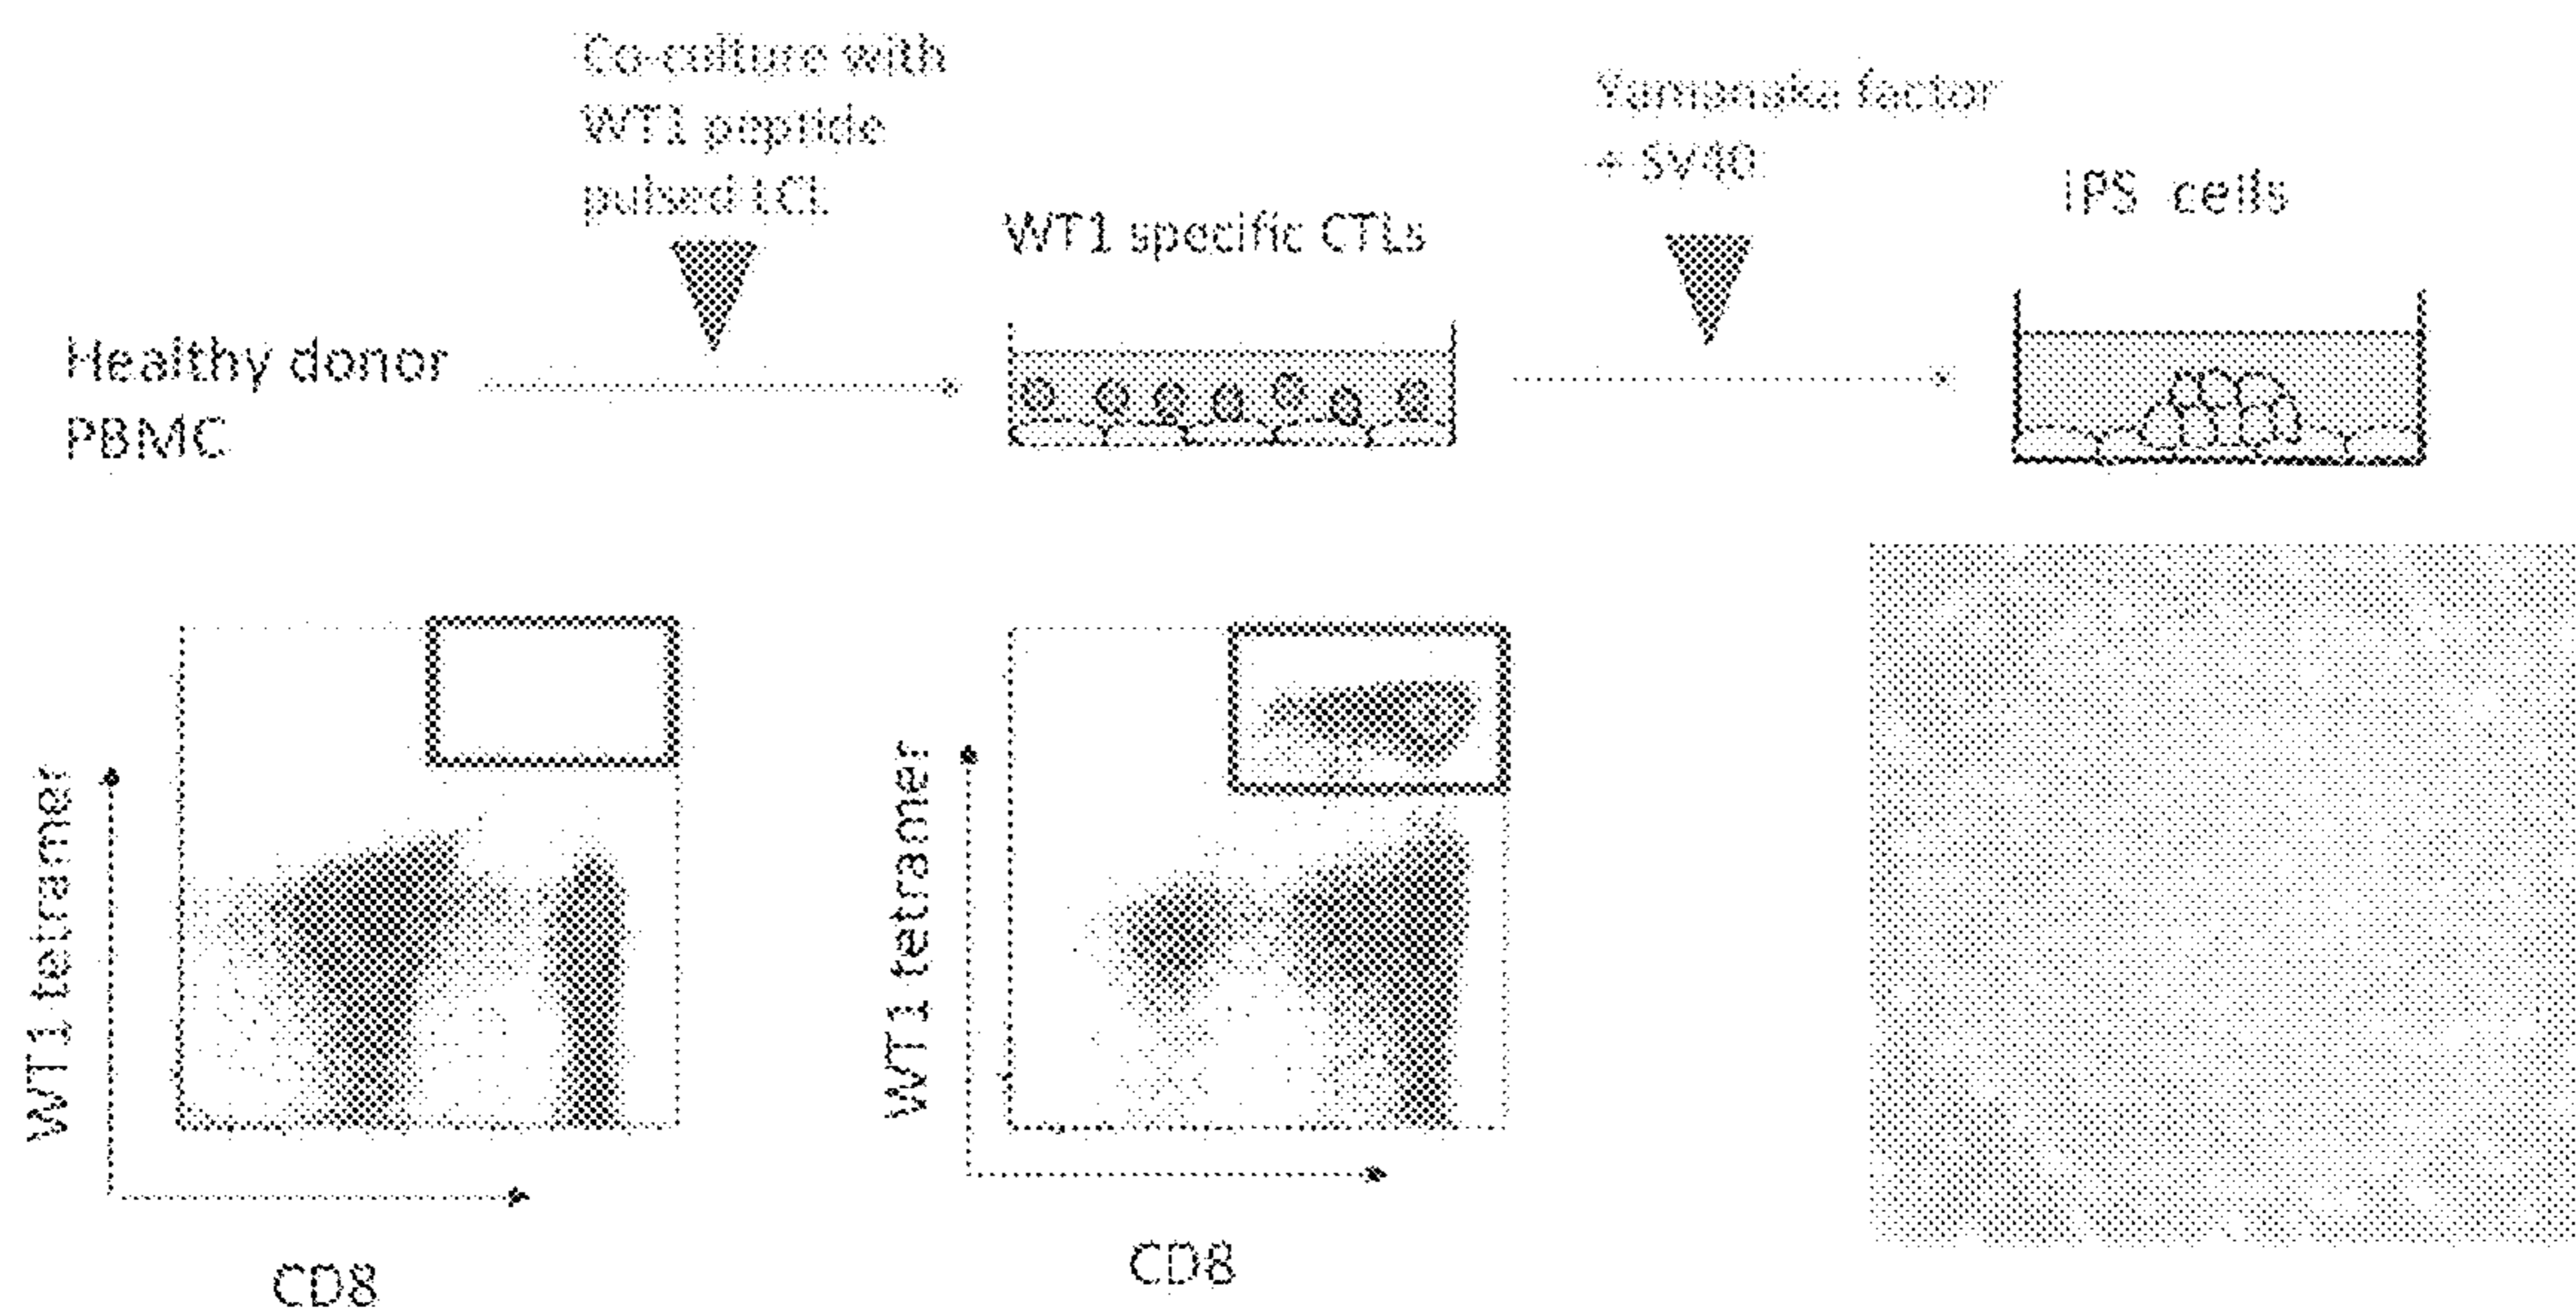 Co-culture with
WT1 peptide
pulsed LCL
Yamanaka factor
+ SV40
WT1 specific CTLs
iPS cells
Healthy donor
PBMC
WT1 tetramer
CD8
WT1 tetramer
CD8